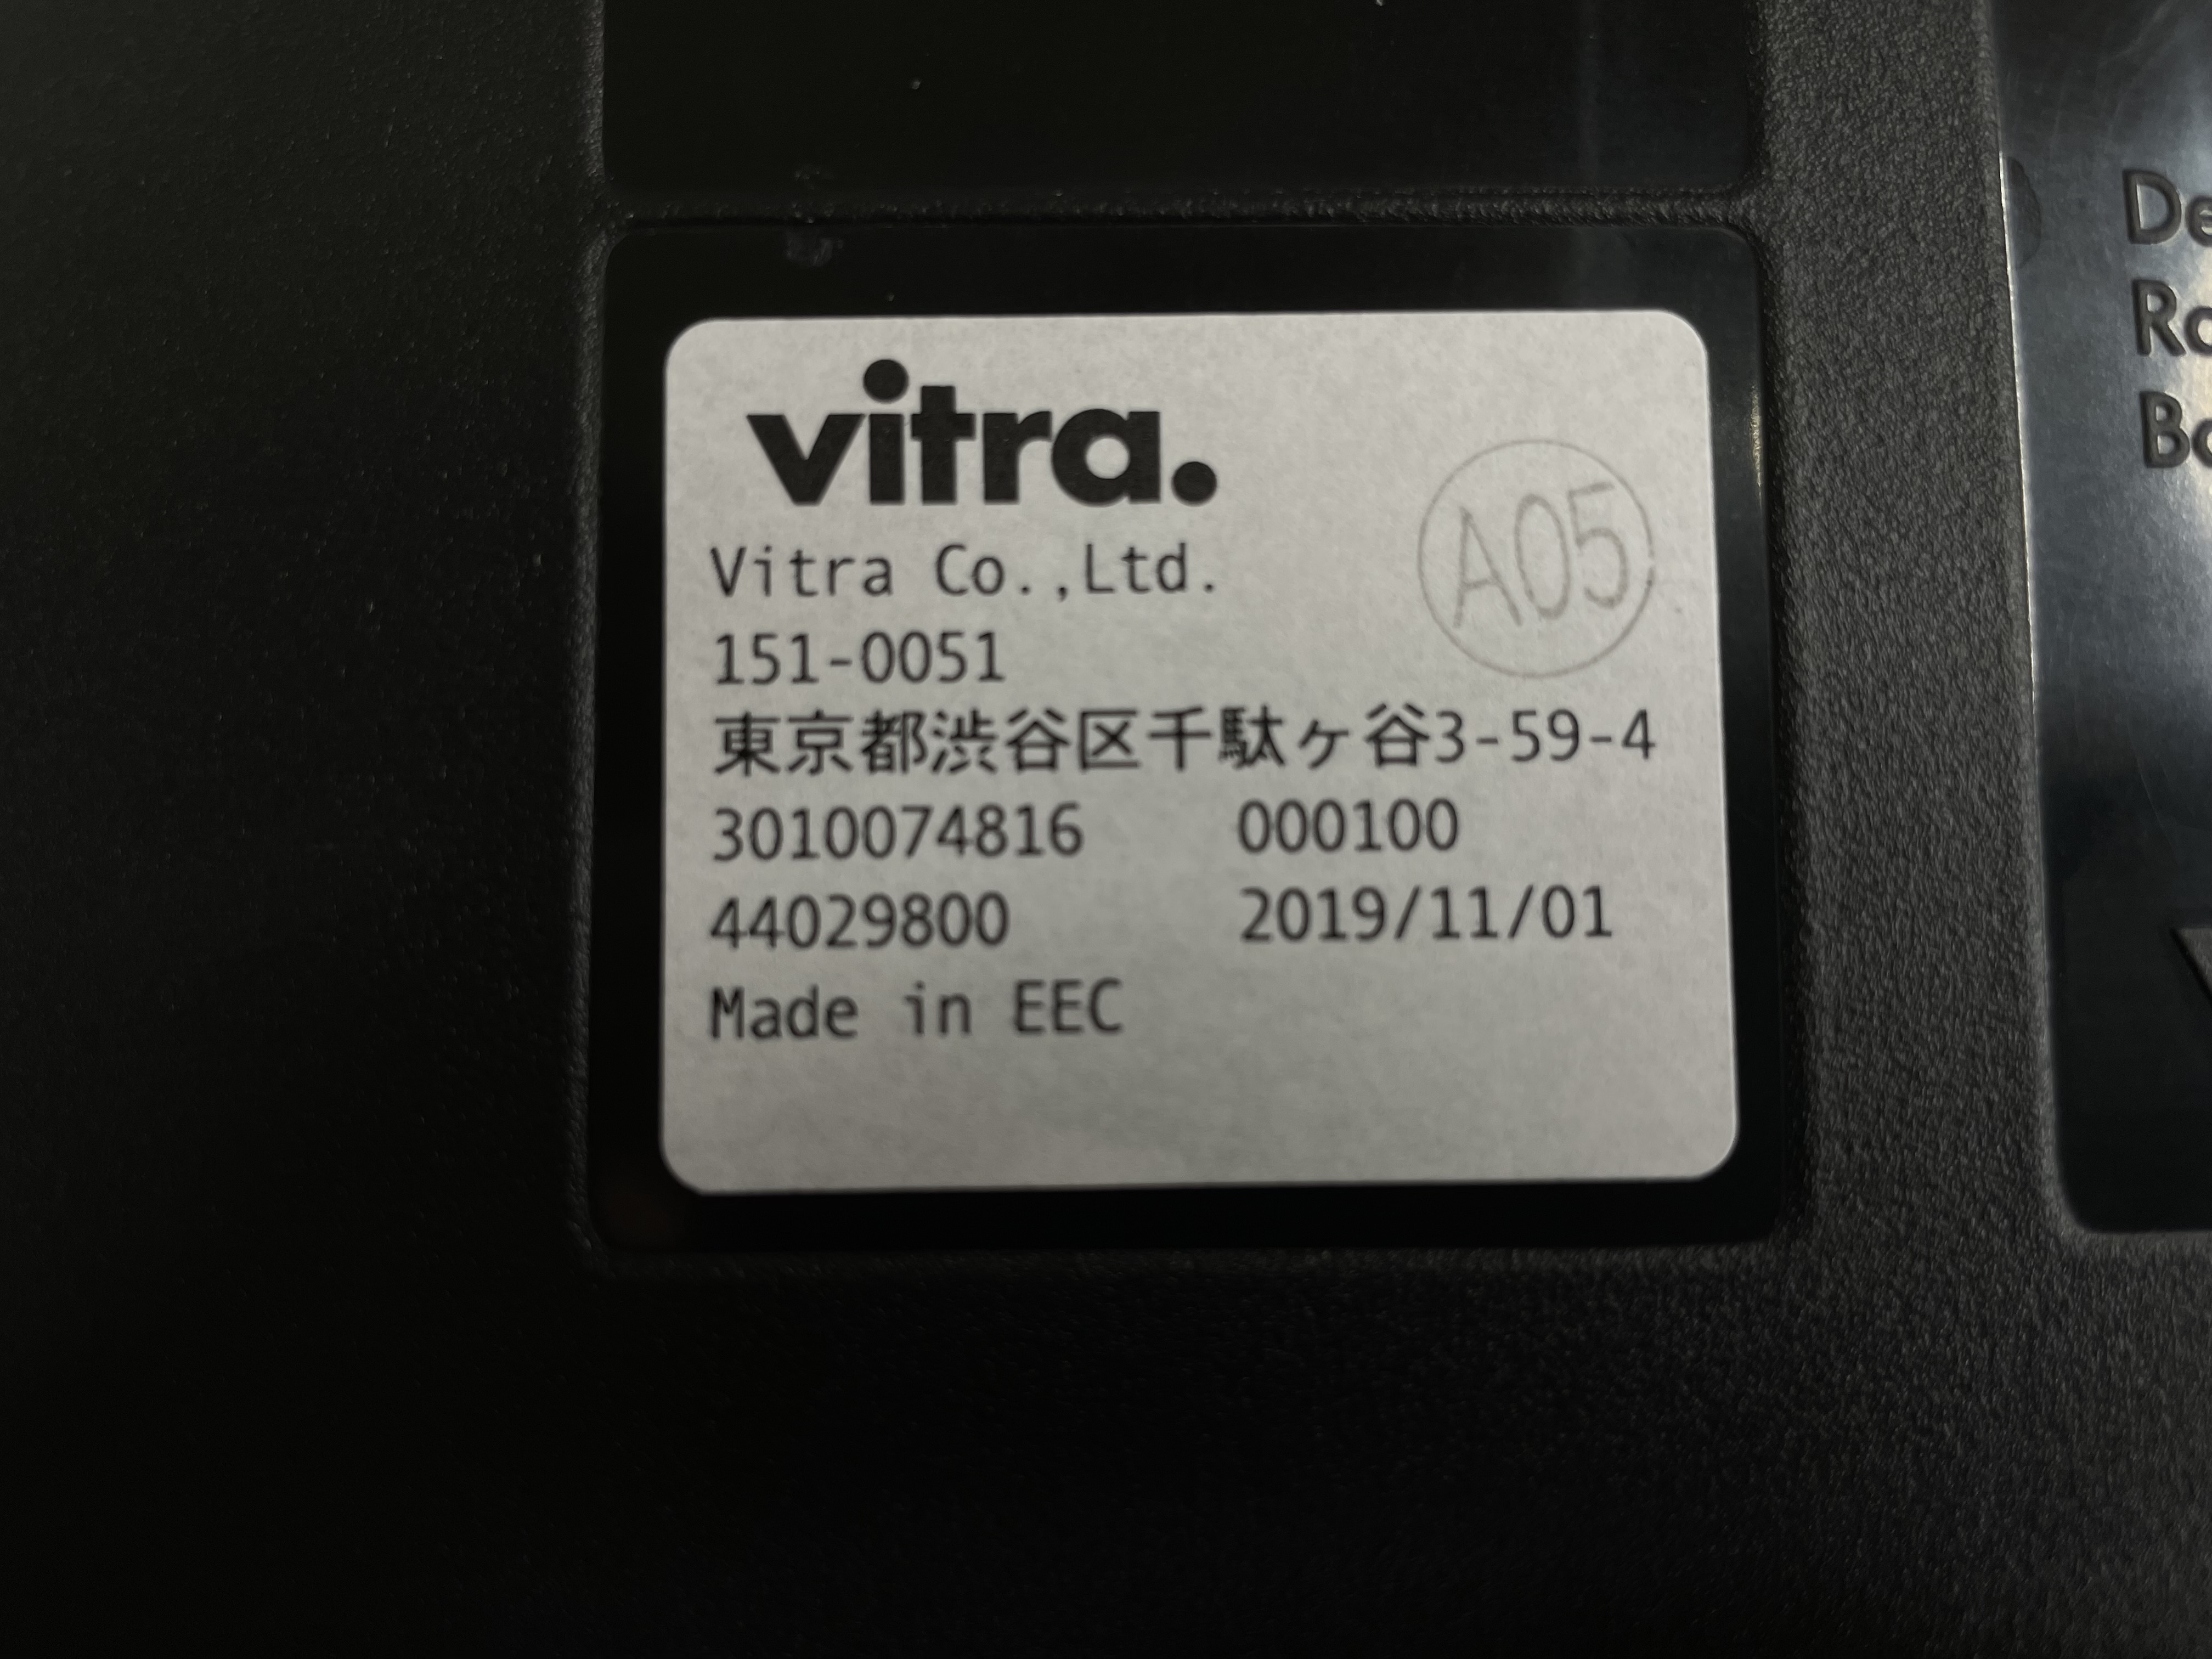 vitra.
A05
Vitra Co.,Ltd.
151-0051
東京都渋谷区千駄ヶ谷3-59-4
3010074816 000100
44029800 2019/11/01
Made in EEC